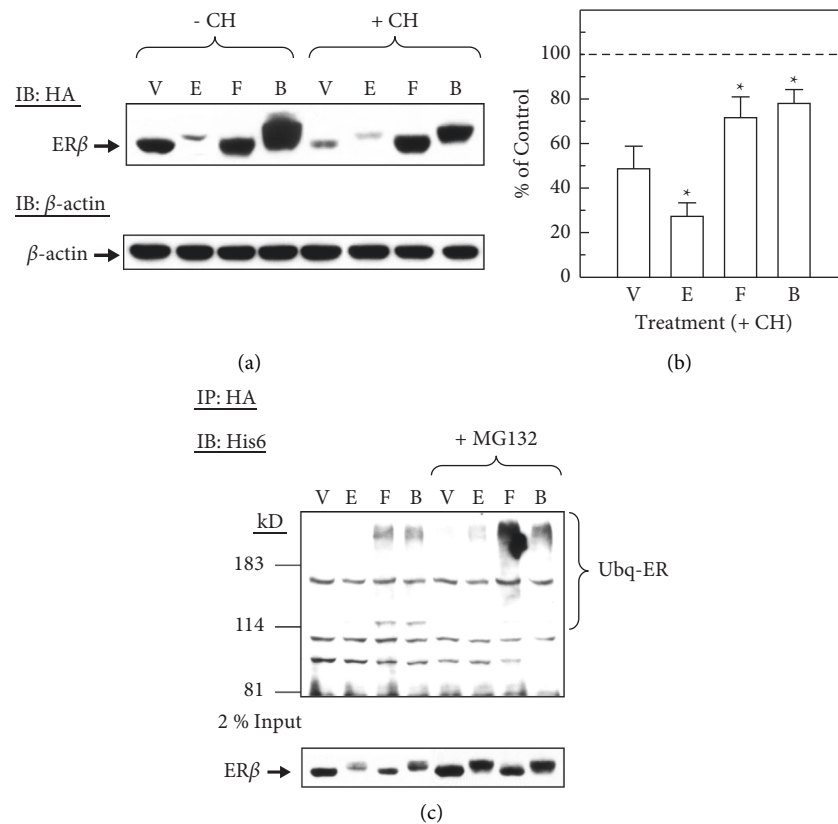 - CH
+ CH
V E F B V E F B
IB: HA
ERβ
IB: β-actin
β-actin
(a)
100
80
60
40
20
0
% of Control
*
*
*
V E F B
Treatment (+ CH)
(b)
IP: HA
IB: His6
+ MG132
V E F B V E F B
kD
183
114
81
Ubq-ER
2 % Input
ERβ
(c)